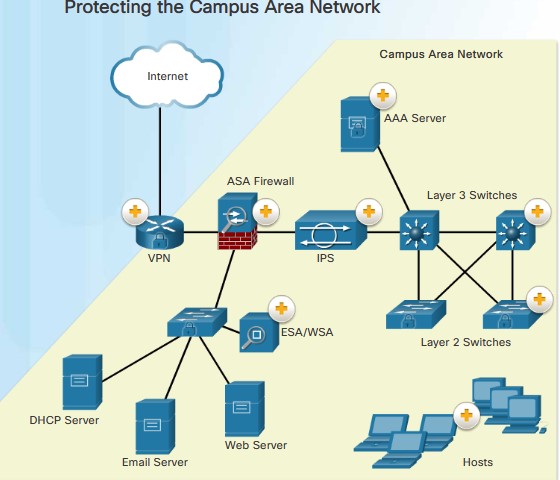 Protecting the Campus Area Network
Campus Area Network
Internet
AAA Server
ASA Firewall
Layer 3 Switches
VPN
IPS
ESA/WSA
Layer 2 Switches
DHCP Server
Web Server
Email Server
Hosts